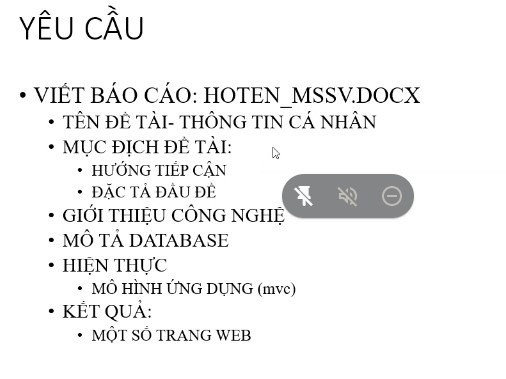 YÊU CẦU
• VIẾT BÁO CÁO: HOTEN_MSSV.DOCX
• TÊN ĐỀ TÀI- THÔNG TIN CÁ NHÂN
• MỤC ĐỊCH ĐỀ TÀI:
• HƯỚNG TIẾP CẬN
• ĐẶC TẢ ĐẦU ĐỀ
• GIỚI THIỆU CÔNG NGHỆ
• MÔ TẢ DATABASE
• HIỆN THỰC
• MÔ HÌNH ỨNG DỤNG (mvc)
• KẾT QUẢ:
• MỘT SỐ TRANG WEB